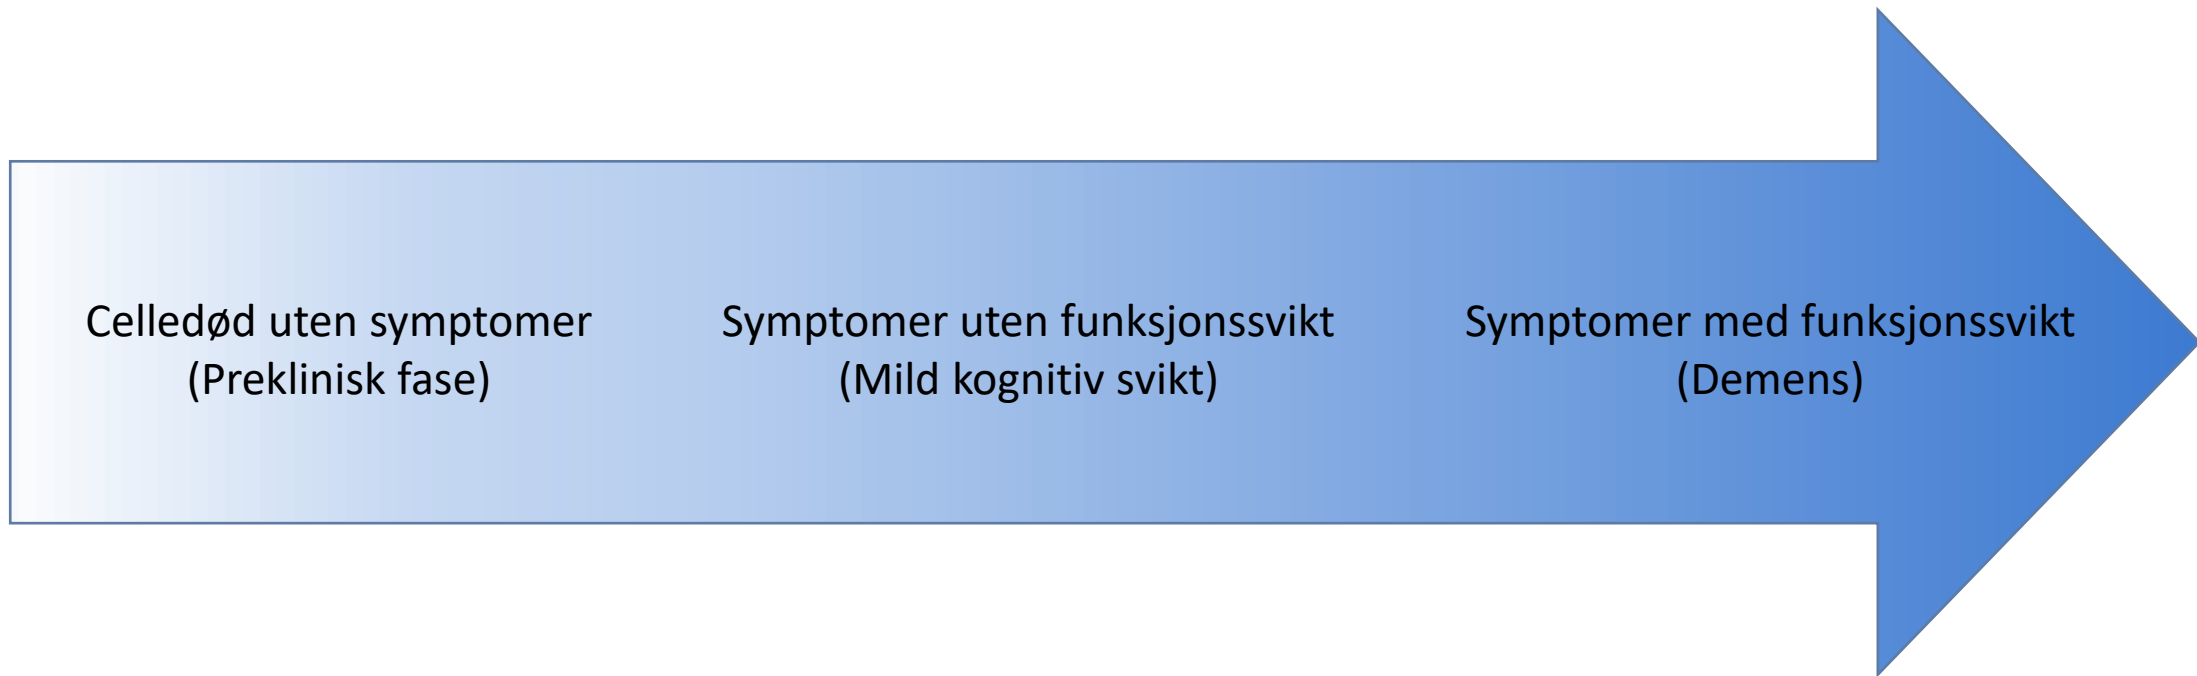 Celledød uten symptomer
(Preklinisk fase)
Symptomer uten funksjonssvikt
(Mild kognitiv svikt)
Symptomer med funksjonssvikt
(Demens)